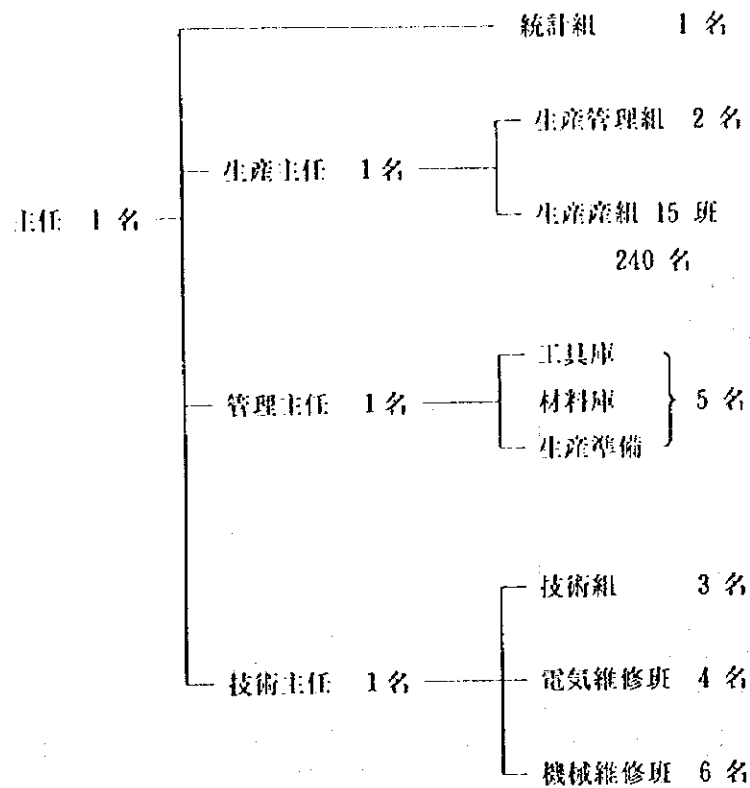 統計組 1名
生産管理組 2名
生産主任 1名
主任 1名
生産産組 15班
240名
工具庫
管理主任 1名
材料庫
5名
生産準備
技術組 3名
技術主任 1名
電気維修班 4名
機械維修班 6名